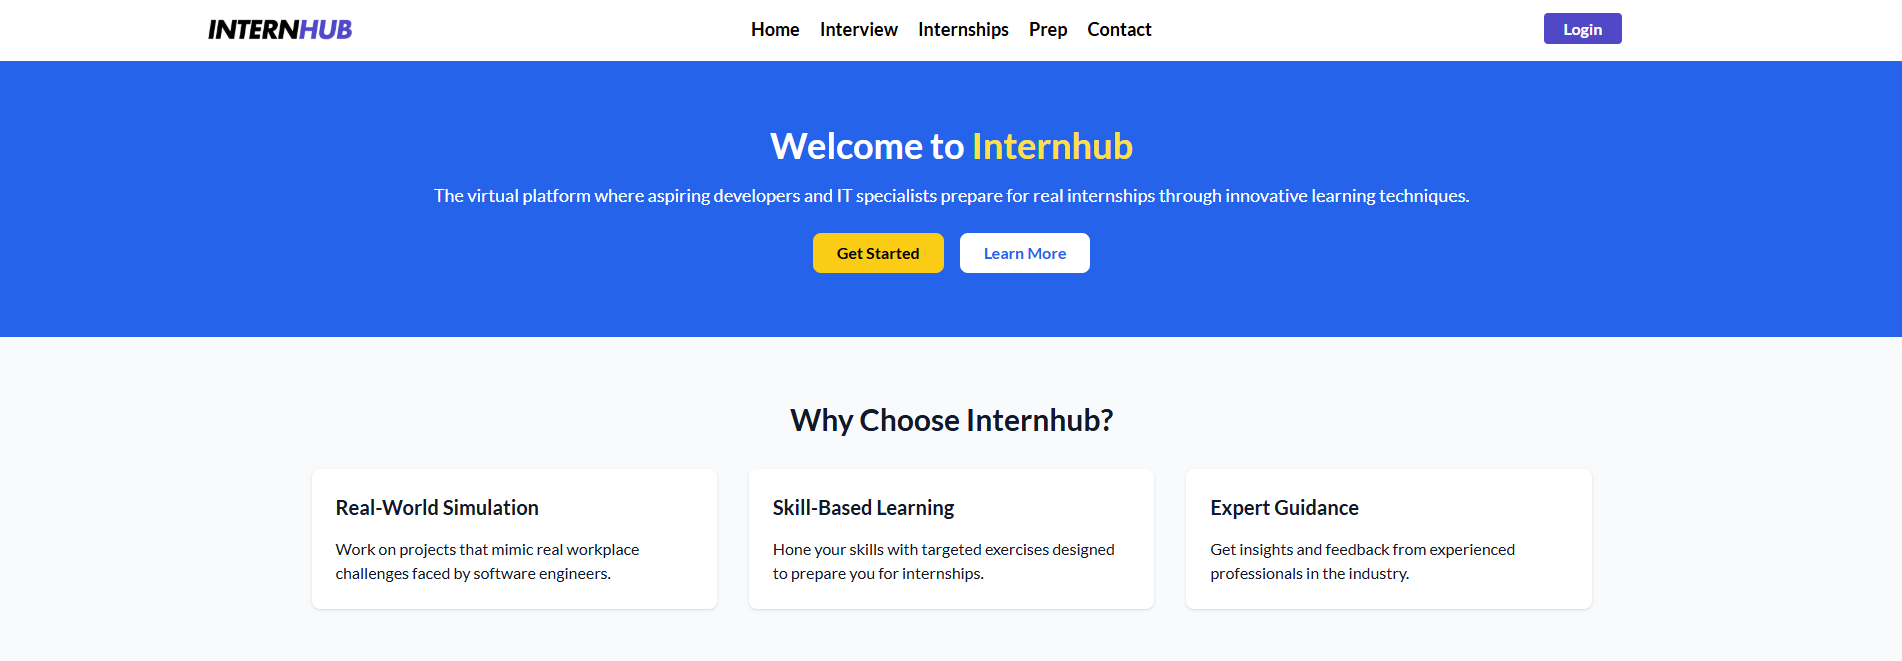 INTERNHUB
Home Interview Internships Prep Contact
Login
Welcome to Internhub
The virtual platform where aspiring developers and IT specialists prepare for real internships through innovative learning techniques.
Get Started
Learn More
Why Choose Internhub?
Real-World Simulation
Work on projects that mimic real workplace
challenges faced by software engineers.
Skill-Based Learning
Hone your skills with targeted exercises designed
to prepare you for internships.
Expert Guidance
Get insights and feedback from experienced
professionals in the industry.